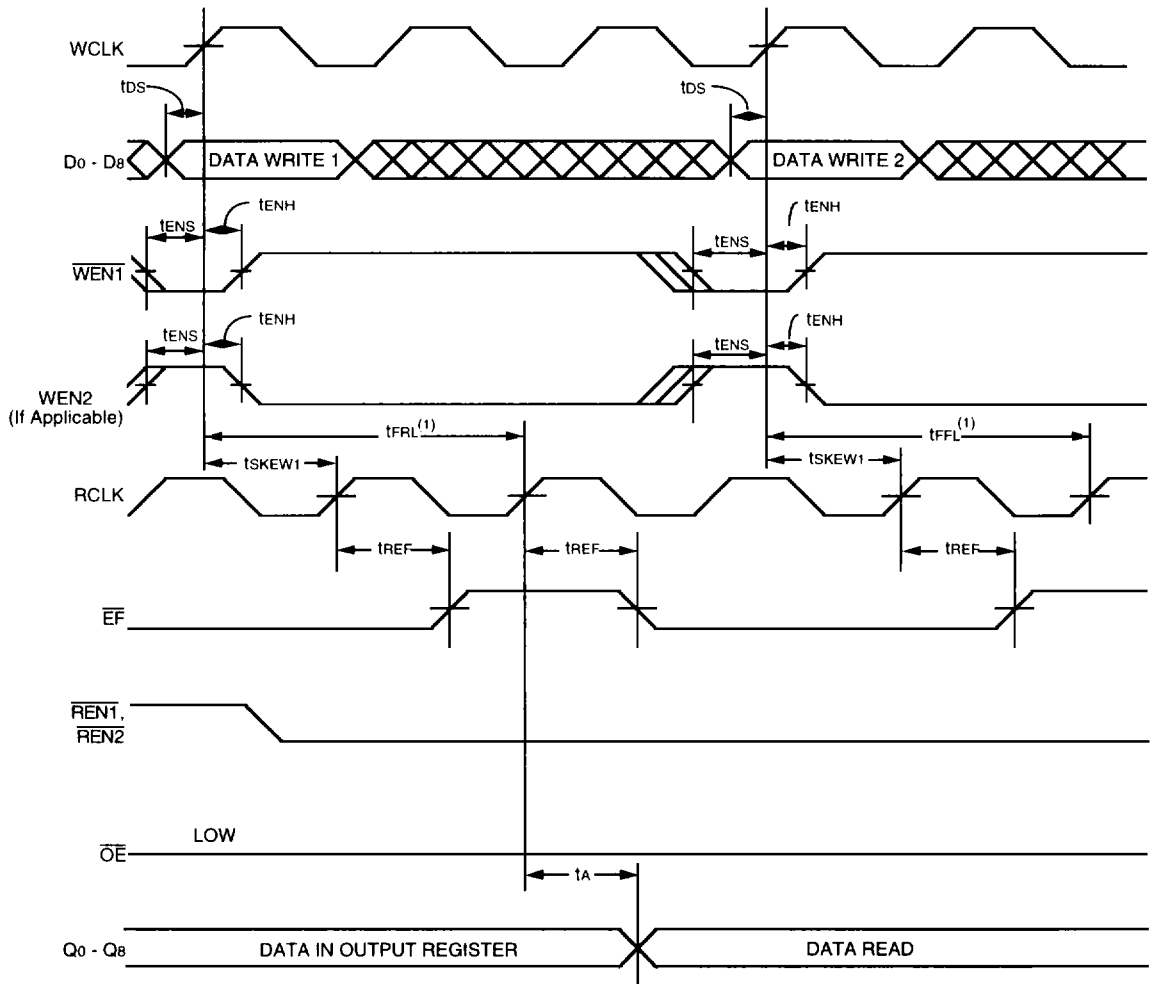 WCLK
tDS
tDS
D0 - D8
DATA WRITE 1
DATA WRITE 2
tENS
tENH
tENS
tENH
WEN1
tENS
tENH
tENS
tENH
WEN2
(If Applicable)
tFRL(1)
tFFL(1)
tSKEW1
tSKEW1
RCLK
tREF
tREF
tREF
EF
REN1,
REN2
LOW
OE
tA
Q0 - Q8
DATA IN OUTPUT REGISTER
DATA READ